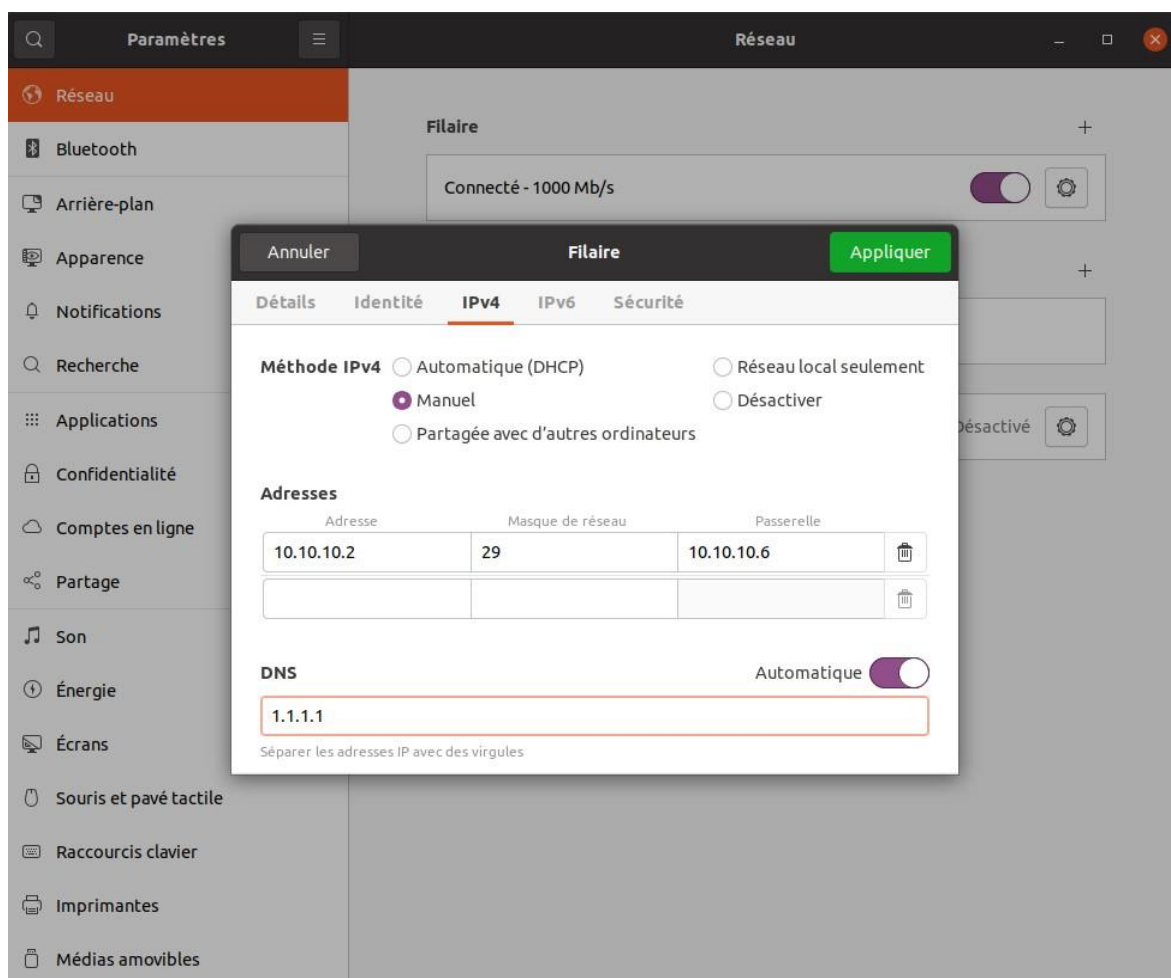 Paramètres
Réseau
Réseau
Bluetooth
Arrière-plan
Apparence
Notifications
Recherche
Applications
Confidentialité
Comptes en ligne
Partage
Son
Énergie
Écrans
Souris et pavé tactile
Raccourcis clavier
Imprimantes
Médias amovibles
Filaire
Connecté - 1000 Mb/s
Désactivé
Annuler
Filaire
Appliquer
Détails Identité IPv4 IPv6 Sécurité
Méthode IPv4 Automatique (DHCP) Réseau local seulement
Manuel Désactiver
Partagée avec d'autres ordinateurs
Adresses
Adresse Masque de réseau Passerelle
10.10.10.2 29 10.10.10.6
DNS Automatique
1.1.1.1
Séparer les adresses IP avec des virgules